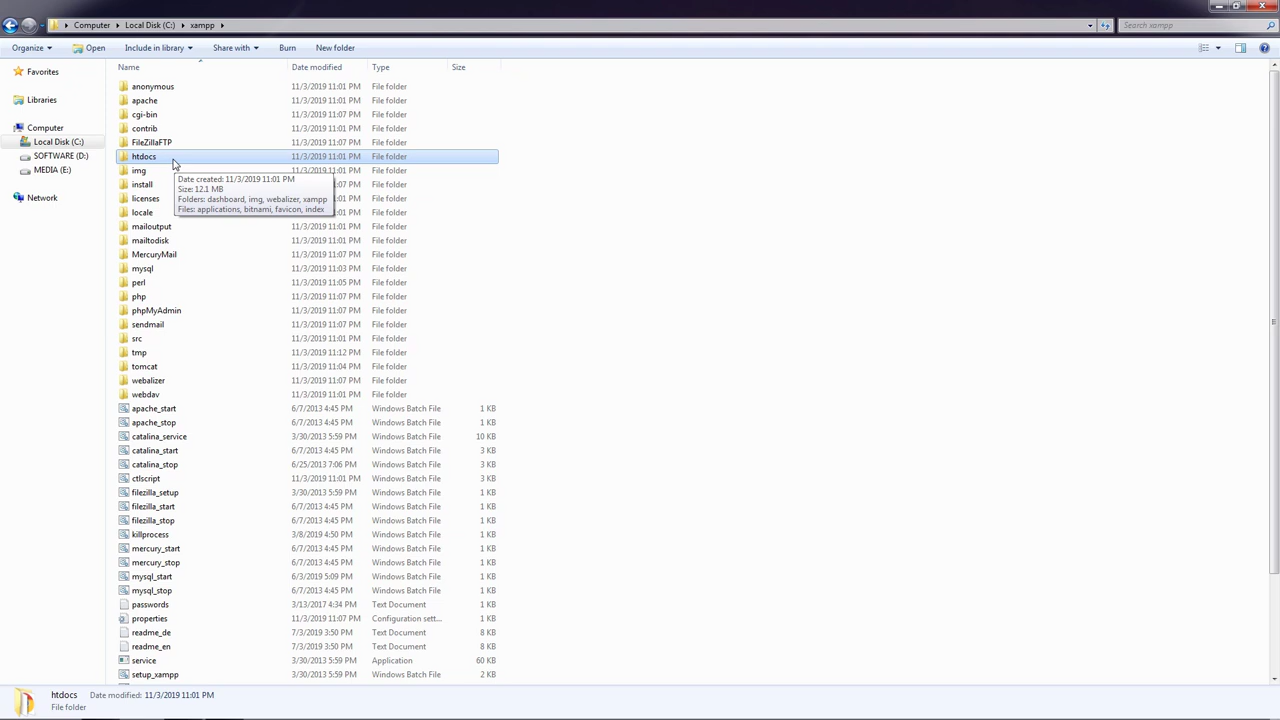 Computer ▸ Local Disk (C:) ▸ xampp ▸
Search xampp
Organize Open Include in library Share with Burn New folder
Name Date modified Type Size
Favorites
Libraries
Computer
Local Disk (C:)
SOFTWARE (D:)
MEDIA (E:)
Network
anonymous 11/3/2019 11:01 PM File folder
apache 11/3/2019 11:01 PM File folder
cgi-bin 11/3/2019 11:07 PM File folder
contrib 11/3/2019 11:01 PM File folder
FileZillaFTP 11/3/2019 11:07 PM File folder
htdocs 11/3/2019 11:01 PM File folder
img 11/3/2019 11:01 PM File folder
Date created: 11/3/2019 11:01 PM
install :07 PM File folder
Size: 12.1 MB
licenses :07 PM File folder
Folders: dashboard, img, webalizer, xampp
locale :01 PM File folder
Files: applications, bitnami, favicon, index
mailoutput 11/3/2019 11:01 PM File folder
mailtodisk 11/3/2019 11:01 PM File folder
MercuryMail 11/3/2019 11:07 PM File folder
mysql 11/3/2019 11:03 PM File folder
perl 11/3/2019 11:05 PM File folder
php 11/3/2019 11:07 PM File folder
phpMyAdmin 11/3/2019 11:07 PM File folder
sendmail 11/3/2019 11:07 PM File folder
src 11/3/2019 11:01 PM File folder
tmp 11/3/2019 11:12 PM File folder
tomcat 11/3/2019 11:04 PM File folder
webalizer 11/3/2019 11:07 PM File folder
webdav 11/3/2019 11:01 PM File folder
apache_start 6/7/2013 4:45 PM Windows Batch File 1 KB
apache_stop 6/7/2013 4:45 PM Windows Batch File 1 KB
catalina_service 3/30/2013 5:59 PM Windows Batch File 10 KB
catalina_start 6/7/2013 4:45 PM Windows Batch File 3 KB
catalina_stop 6/25/2013 7:06 PM Windows Batch File 3 KB
ctlscript 11/3/2019 11:01 PM Windows Batch File 1 KB
filezilla_setup 3/30/2013 5:59 PM Windows Batch File 1 KB
filezilla_start 6/7/2013 4:45 PM Windows Batch File 1 KB
filezilla_stop 6/7/2013 4:45 PM Windows Batch File 1 KB
killprocess 3/8/2019 4:50 PM Windows Batch File 1 KB
mercury_start 6/7/2013 4:45 PM Windows Batch File 1 KB
mercury_stop 6/7/2013 4:45 PM Windows Batch File 1 KB
mysql_start 6/3/2019 5:09 PM Windows Batch File 1 KB
mysql_stop 6/7/2013 4:45 PM Windows Batch File 1 KB
passwords 3/13/2017 4:34 PM Text Document 1 KB
properties 11/3/2019 11:07 PM Configuration sett... 1 KB
readme_de 7/3/2019 3:50 PM Text Document 8 KB
readme_en 7/3/2019 3:50 PM Text Document 8 KB
service 3/30/2013 5:59 PM Application 60 KB
setup_xampp 3/30/2013 5:59 PM Windows Batch File 2 KB
htdocs Date modified: 11/3/2019 11:01 PM
File folder